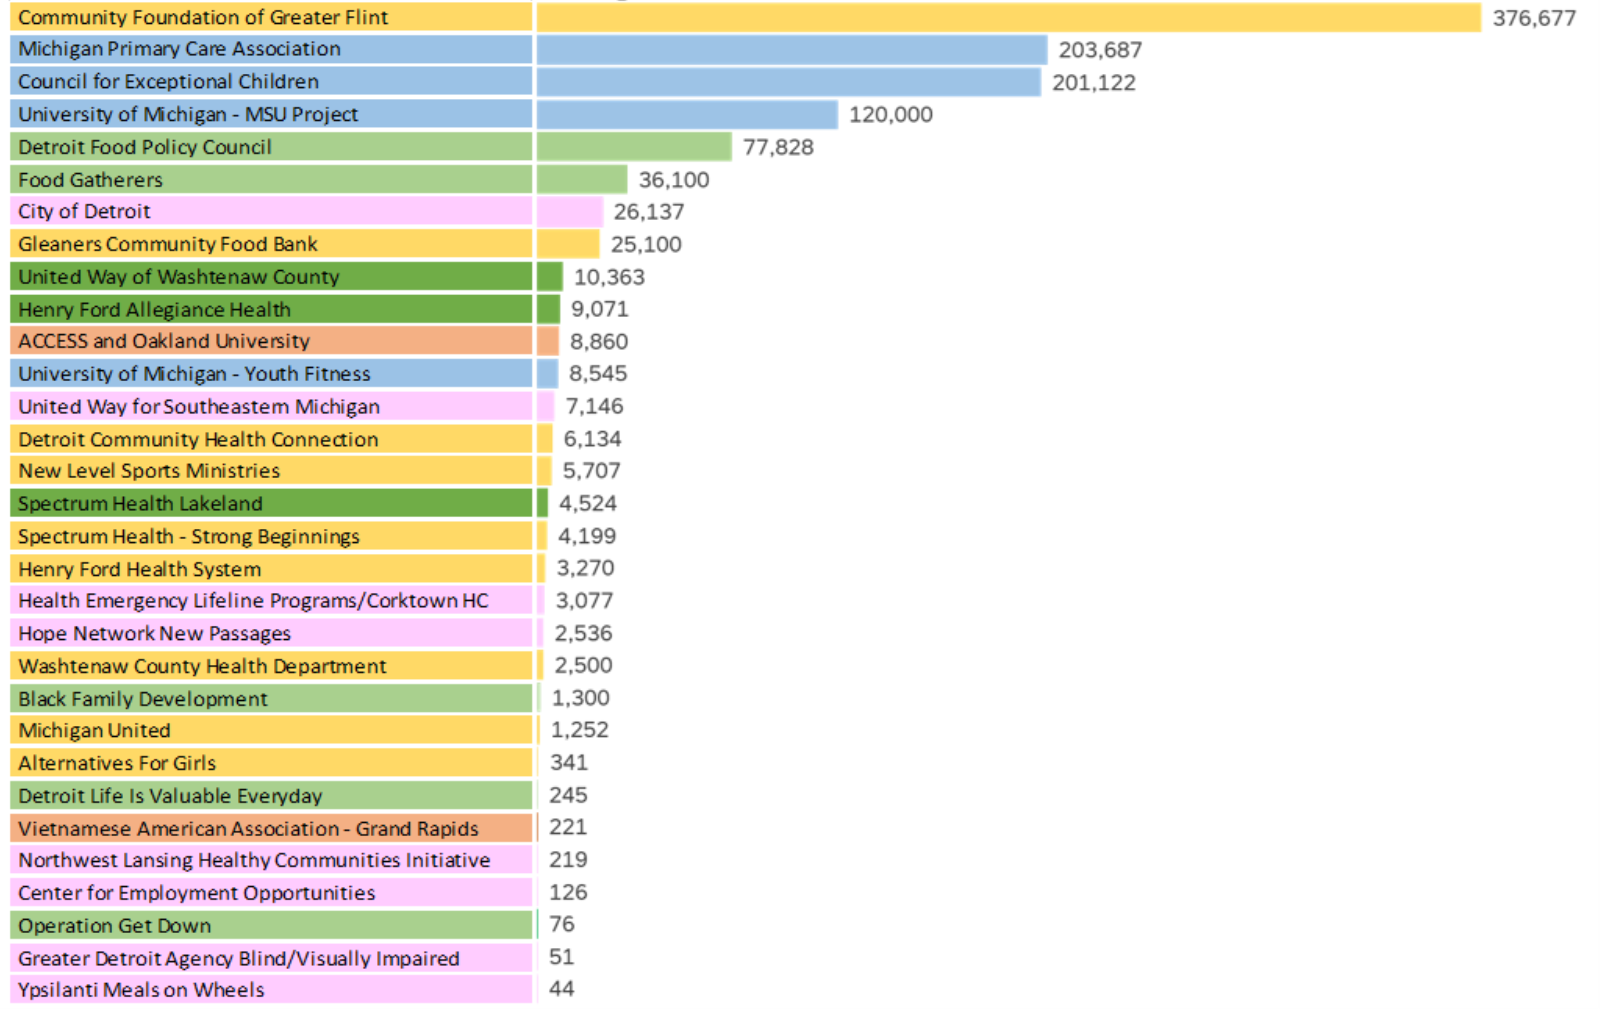 Community Foundation of Greater Flint 376,677
Michigan Primary Care Association 203,687
Council for Exceptional Children 201,122
University of Michigan - MSU Project 120,000
Detroit Food Policy Council 77,828
Food Gatherers 36,100
City of Detroit 26,137
Gleaners Community Food Bank 25,100
United Way of Washtenaw County 10,363
Henry Ford Allegiance Health 9,071
ACCESS and Oakland University 8,860
University of Michigan - Youth Fitness 8,545
United Way for Southeastern Michigan 7,146
Detroit Community Health Connection 6,134
New Level Sports Ministries 5,707
Spectrum Health Lakeland 4,524
Spectrum Health - Strong Beginnings 4,199
Henry Ford Health System 3,270
Health Emergency Lifeline Programs/Corktown HC 3,077
Hope Network New Passages 2,536
Washtenaw County Health Department 2,500
Black Family Development 1,300
Michigan United 1,252
Alternatives For Girls 341
Detroit Life Is Valuable Everyday 245
Vietnamese American Association - Grand Rapids 221
Northwest Lansing Healthy Communities Initiative 219
Center for Employment Opportunities 126
Operation Get Down 76
Greater Detroit Agency Blind/Visually Impaired 51
Ypsilanti Meals on Wheels 44